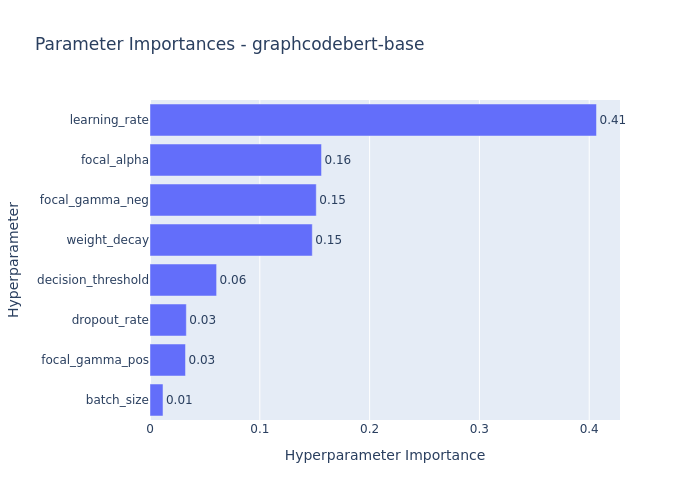 Parameter Importances - graphcodebert-base
learning_rate 0.41
focal_alpha 0.16
focal_gamma_neg 0.15
weight_decay 0.15
decision_threshold 0.06
dropout_rate 0.03
focal_gamma_pos 0.03
batch_size 0.01
Hyperparameter
0 0.1 0.2 0.3 0.4
Hyperparameter Importance